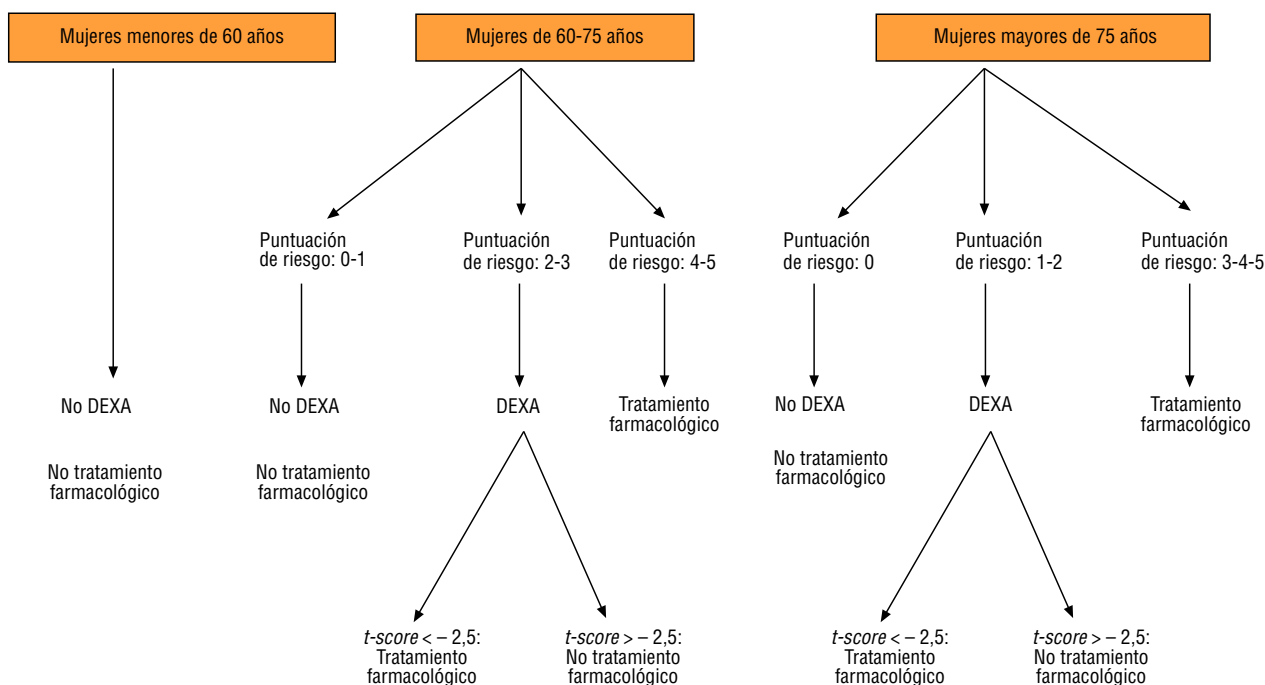 Mujeres menores de 60 años
Mujeres de 60-75 años
Mujeres mayores de 75 años
Puntuación
de riesgo: 0-1
Puntuación
de riesgo: 2-3
Puntuación
de riesgo: 4-5
Puntuación
de riesgo: 0
Puntuación
de riesgo: 1-2
Puntuación
de riesgo: 3-4-5
No DEXA
No tratamiento
farmacológico
No DEXA
No tratamiento
farmacológico
DEXA
Tratamiento
farmacológico
No DEXA
No tratamiento
farmacológico
DEXA
Tratamiento
farmacológico
t-score < – 2,5:
Tratamiento
farmacológico
t-score > – 2,5:
No tratamiento
farmacológico
t-score < – 2,5:
Tratamiento
farmacológico
t-score > – 2,5:
No tratamiento
farmacológico